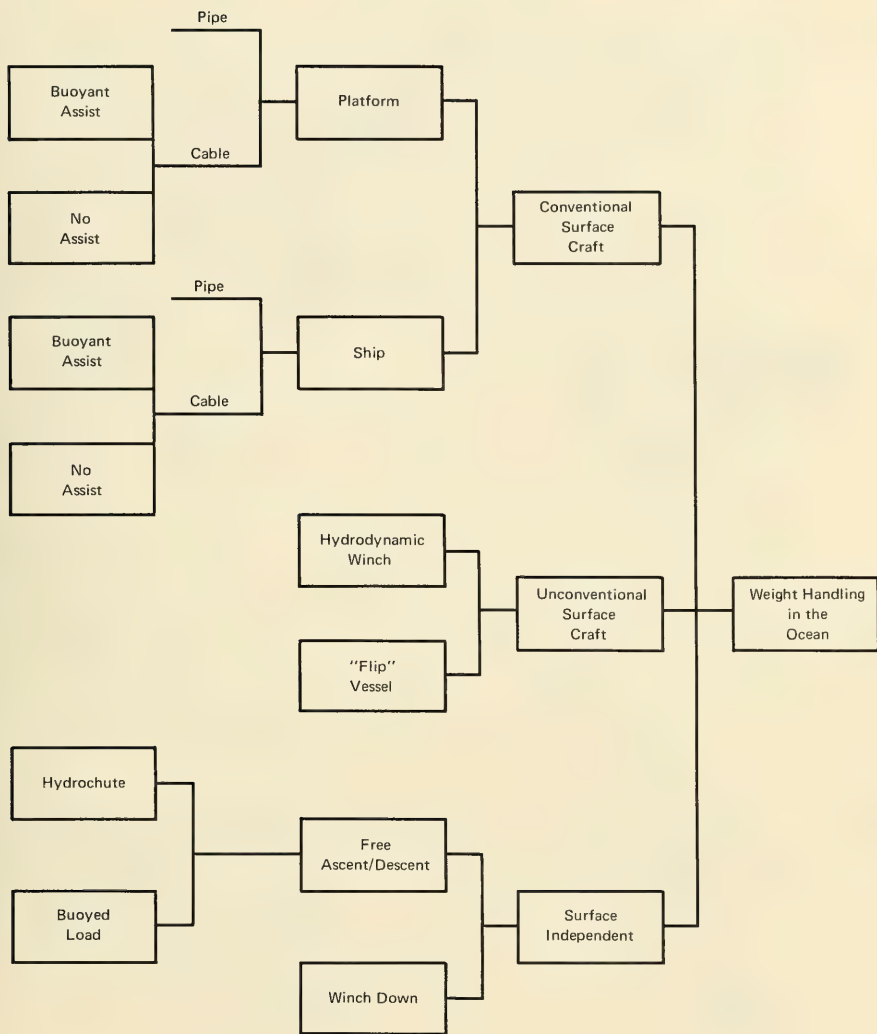 Pipe
Buoyant
Assist
Platform
Cable
No
Assist
Conventional
Surface
Craft
Pipe
Buoyant
Assist
Ship
Cable
No
Assist
Hydrodynamic
Winch
Unconventional
Surface
Craft
Weight Handling
in the
Ocean
"Flip"
Vessel
Hydrochute
Free
Ascent/Descent
Buoyed
Load
Surface
Independent
Winch Down